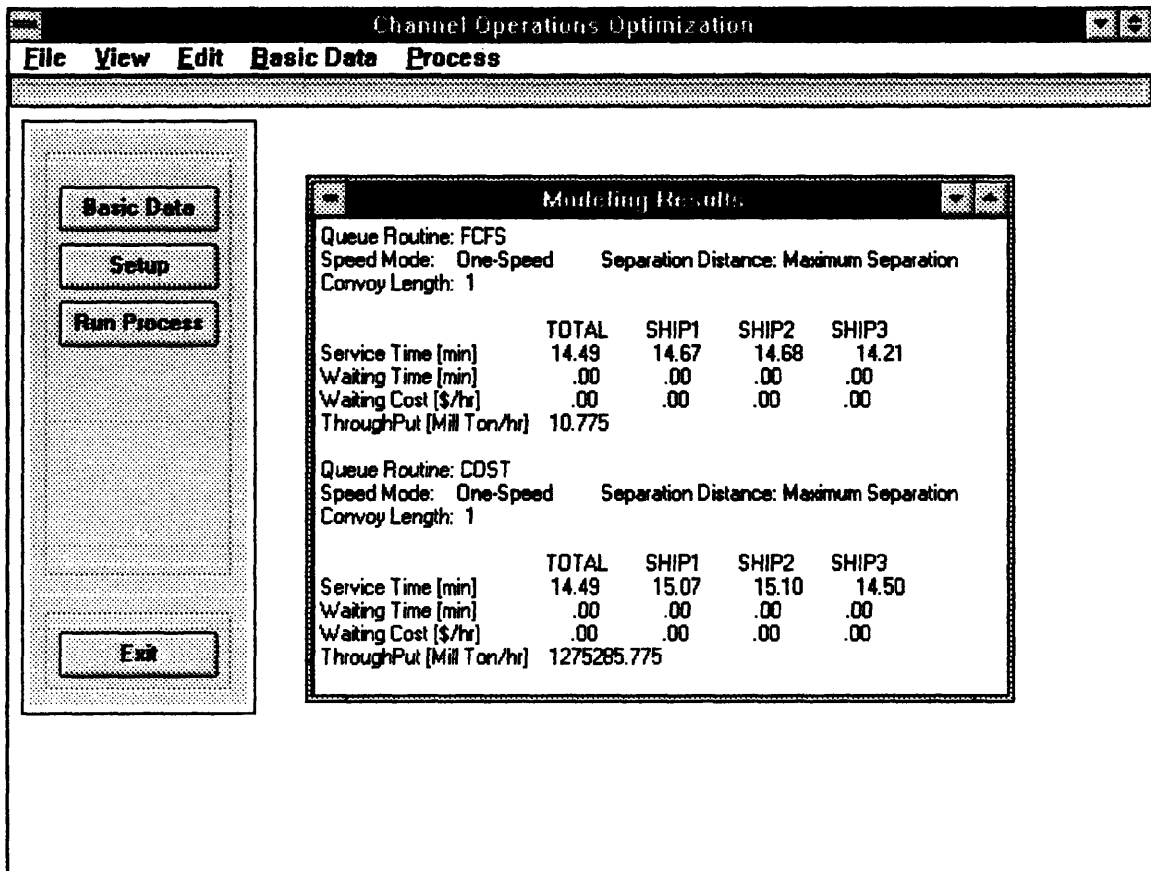 Channel Operations Optimization
File View Edit Basic Data Process
Basic Data
Setup
Run Process
Exit
Modeling Results
Queue Routine: FCFS
Speed Mode: One-Speed Separation Distance: Maximum Separation
Convoy Length: 1
TOTAL SHIP1 SHIP2 SHIP3
Service Time [min] 14.49 14.67 14.68 14.21
Waiting Time [min] .00 .00 .00 .00
Waiting Cost [$/hr] .00 .00 .00 .00
ThroughPut [Mill Ton/hr] 10.775
Queue Routine: COST
Speed Mode: One-Speed Separation Distance: Maximum Separation
Convoy Length: 1
TOTAL SHIP1 SHIP2 SHIP3
Service Time [min] 14.49 15.07 15.10 14.50
Waiting Time [min] .00 .00 .00 .00
Waiting Cost [$/hr] .00 .00 .00 .00
ThroughPut [Mill Ton/hr] 1275285.775